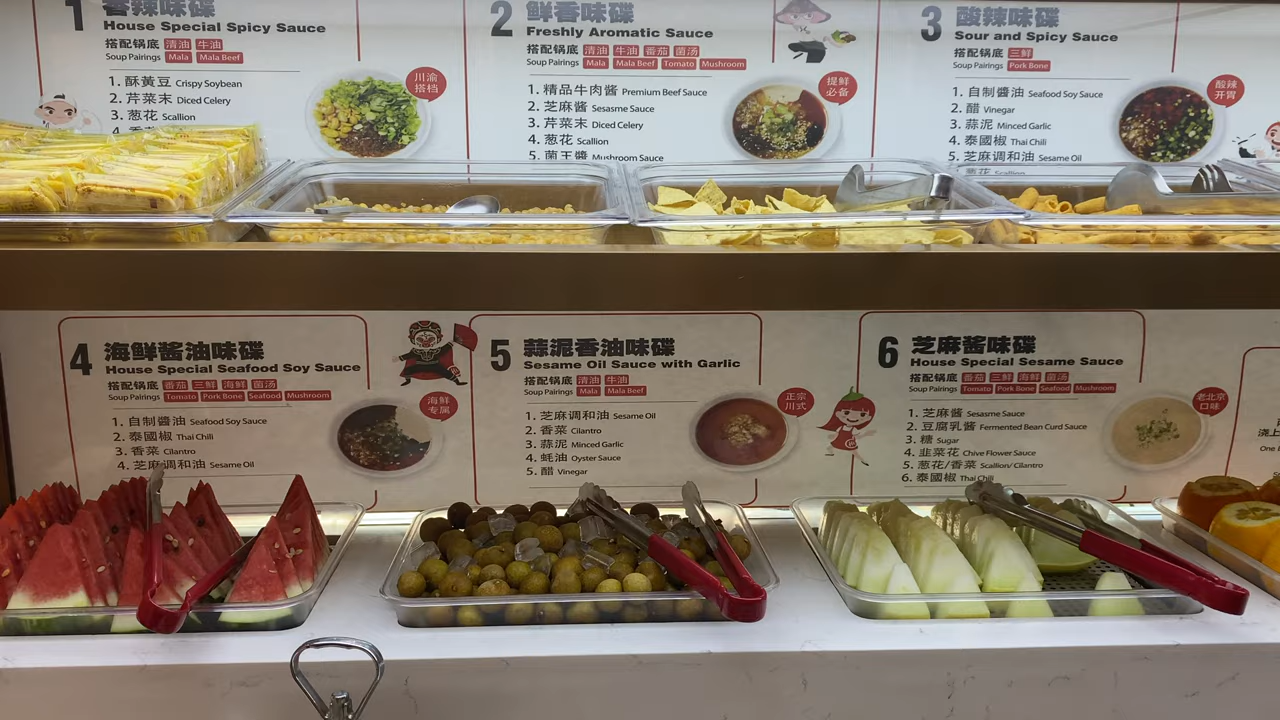 1 香辣味碟
House Special Spicy Sauce
搭配锅底 清油 牛油
Soup Pairings Mala Mala Beef
1. 酥黄豆 Crispy Soybean
2. 芹菜末 Diced Celery
3. 葱花 Scallion
川渝
搭档
2 鲜香味碟
Freshly Aromatic Sauce
搭配锅底 清油 牛油 番茄 菌汤
Soup Pairings Mala Mala Beef Tomato Mushroom
1. 精品牛肉酱 Premium Beef Sauce
2. 芝麻酱 Sesasme Sauce
3. 芹菜末 Diced Celery
4. 葱花 Scallion
5. 菌王酱 Mushroom Sauce
提鲜
必备
3 酸辣味碟
Sour and Spicy Sauce
搭配锅底 三鲜
Soup Pairings Pork Bone
1. 自制醬油 Seafood Soy Sauce
2. 醋 Vinegar
3. 蒜泥 Minced Garlic
4. 泰國椒 Thai Chili
5. 芝麻调和油 Sesame Oil
葱花 Scallion
酸辣
开胃
4 海鲜酱油味碟
House Special Seafood Soy Sauce
搭配锅底 番茄 三鲜 海鲜 菌汤
Soup Pairings Tomato Pork Bone Seafood Mushroom
1. 自制醬油 Seafood Soy Sauce
2. 泰國椒 Thai Chili
3. 香菜 Cilantro
4. 芝麻调和油 Sesame Oil
海鲜
专属
5 蒜泥香油味碟
Sesame Oil Sauce with Garlic
搭配锅底 清油 牛油
Soup Pairings Mala Mala Beef
1. 芝麻调和油 Sesame Oil
2. 香菜 Cilantro
3. 蒜泥 Minced Garlic
4. 蚝油 Oyster Sauce
5. 醋 Vinegar
正宗
川式
6 芝麻酱味碟
House Special Sesame Sauce
搭配锅底 番茄 三鲜 海鲜 菌汤
Soup Pairings Tomato Pork Bone Seafood Mushroom
1. 芝麻酱 Sesasme Sauce
2. 豆腐乳酱 Fermented Bean Curd Sauce
3. 糖 Sugar
4. 韭菜花 Chive Flower Sauce
5. 葱花/香菜 Scallion/ Cilantro
6. 泰國椒 Thai Chili
老北京
口味
浇上